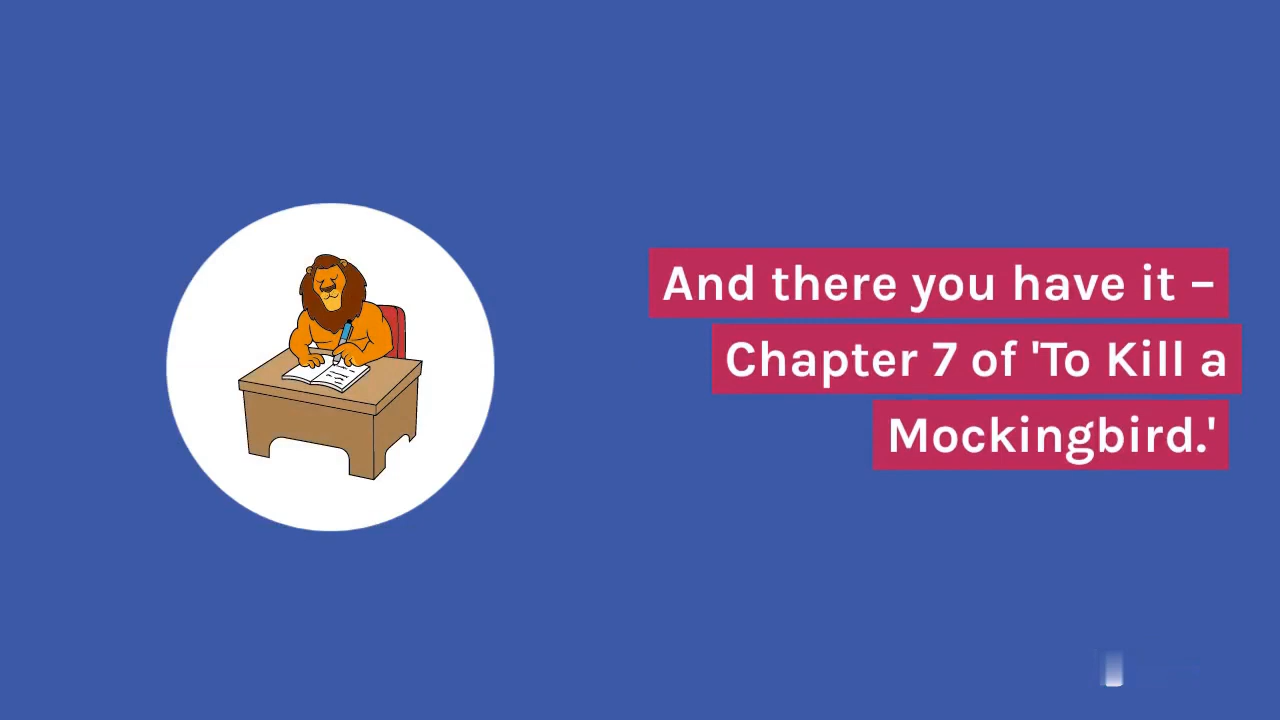 And there you have it –
Chapter 7 of 'To Kill a
Mockingbird.'